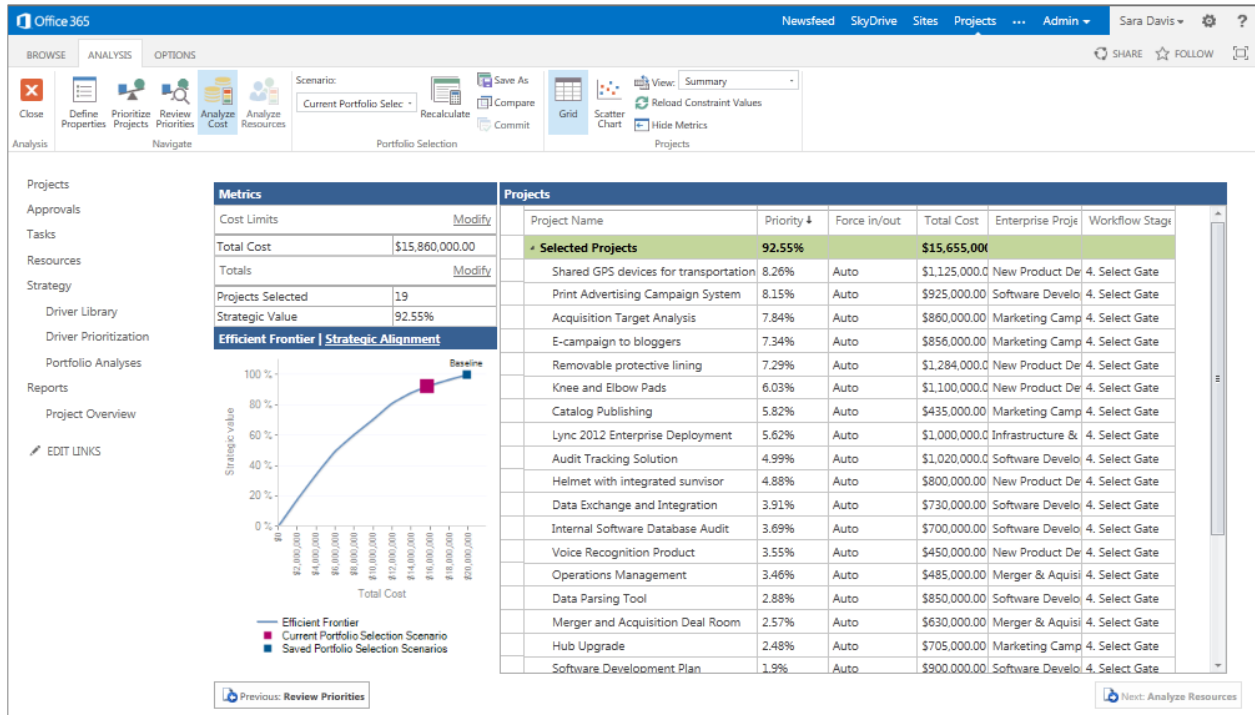 Office 365 Newsfeed SkyDrive Sites Projects ... Admin Sara Davis ?
BROWSE ANALYSIS OPTIONS SHARE FOLLOW
Close
Analysis
Define Properties
Prioritize Projects
Review Priorities
Analyze Cost
Analyze Resources
Navigate
Scenario:
Current Portfolio Selec
Recalculate
Save As
Compare
Commit
Portfolio Selection
Grid
Scatter Chart
View: Summary
Reload Constraint Values
Hide Metrics
Projects
Projects
Approvals
Tasks
Resources
Strategy
Driver Library
Driver Prioritization
Portfolio Analyses
Reports
Project Overview
EDIT LINKS
Metrics
Cost Limits Modify
Total Cost $15,860,000.00
Totals Modify
Projects Selected 19
Strategic Value 92.55%
Efficient Frontier | Strategic Alignment
Baseline
100 %
80 %
60 %
40 %
20 %
0 %
Strategic value
$0
$2,000,000
$4,000,000
$6,000,000
$8,000,000
$10,000,000
$12,000,000
$14,000,000
$16,000,000
$18,000,000
$20,000,000
Total Cost
Efficient Frontier
Current Portfolio Selection Scenario
Saved Portfolio Selection Scenarios
Projects
Project Name Priority Force in/out Total Cost Enterprise Proje Workflow Stage
Selected Projects 92.55% $15,655,000
Shared GPS devices for transportation 8.26% Auto $1,125,000.0 New Product De 4. Select Gate
Print Advertising Campaign System 8.15% Auto $925,000.00 Software Develo 4. Select Gate
Acquisition Target Analysis 7.84% Auto $860,000.00 Marketing Camp 4. Select Gate
E-campaign to bloggers 7.34% Auto $856,000.00 Marketing Camp 4. Select Gate
Removable protective lining 7.29% Auto $1,284,000.0 New Product De 4. Select Gate
Knee and Elbow Pads 6.03% Auto $1,100,000.0 New Product De 4. Select Gate
Catalog Publishing 5.82% Auto $435,000.00 Marketing Camp 4. Select Gate
Lync 2012 Enterprise Deployment 5.62% Auto $1,000,000.0 Infrastructure & 4. Select Gate
Audit Tracking Solution 4.99% Auto $1,020,000.0 Software Develo 4. Select Gate
Helmet with integrated sunvisor 4.88% Auto $800,000.00 New Product De 4. Select Gate
Data Exchange and Integration 3.91% Auto $730,000.00 Software Develo 4. Select Gate
Internal Software Database Audit 3.69% Auto $700,000.00 Software Develo 4. Select Gate
Voice Recognition Product 3.55% Auto $450,000.00 New Product De 4. Select Gate
Operations Management 3.46% Auto $485,000.00 Merger & Aquisi 4. Select Gate
Data Parsing Tool 2.88% Auto $850,000.00 Software Develo 4. Select Gate
Merger and Acquisition Deal Room 2.57% Auto $630,000.00 Merger & Aquisi 4. Select Gate
Hub Upgrade 2.48% Auto $705,000.00 Marketing Camp 4. Select Gate
Software Development Plan 1.9% Auto $900,000.00 Software Develo 4. Select Gate
Previous: Review Priorities
Next: Analyze Resources